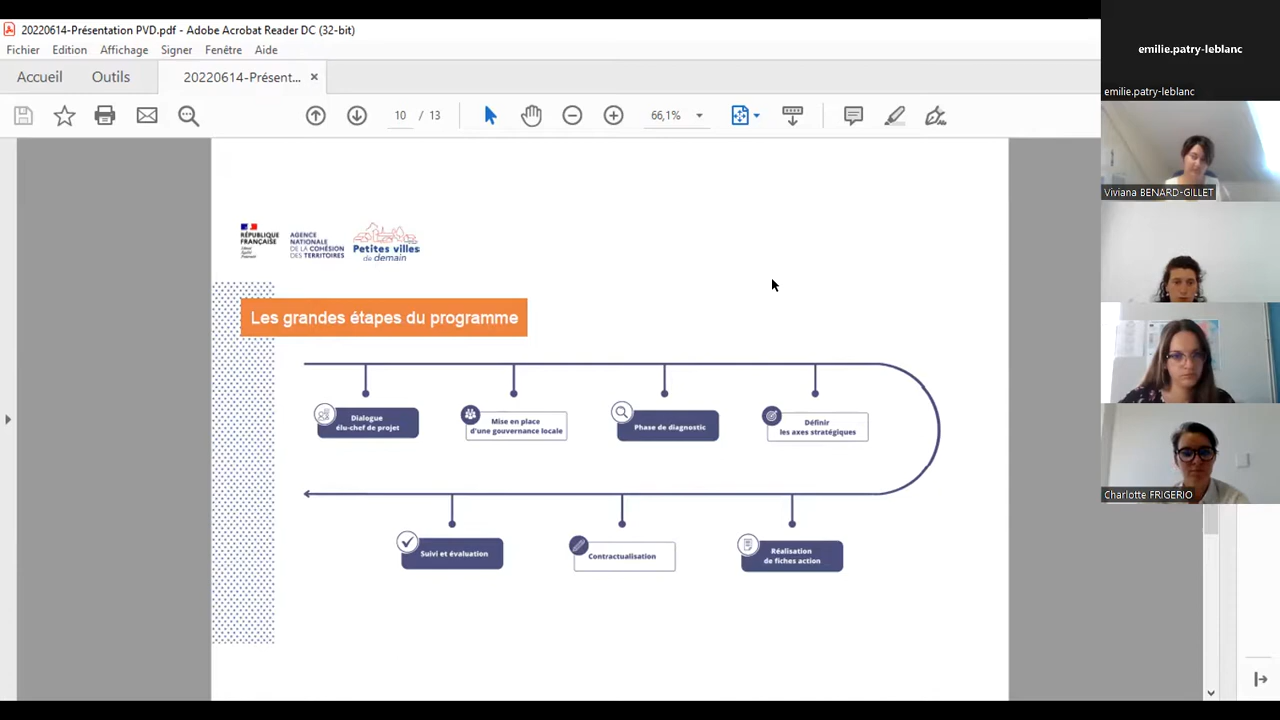 20220614-Présentation PVD.pdf - Adobe Acrobat Reader DC (32-bit)
Fichier Edition Affichage Signer Fenêtre Aide
Accueil Outils 20220614-Présent... ×
10 / 13 66,1%
RÉPUBLIQUE
FRANÇAISE
AGENCE
NATIONALE
DE LA COHÉSION
DES TERRITOIRES
Petites villes
de demain
Les grandes étapes du programme
Dialogue
élu-chef de projet
Mise en place
d'une gouvernance locale
Phase de diagnostic
Définir
les axes stratégiques
Suivi et évaluation
Contractualisation
Réalisation
de fiches action
emilie.patry-leblanc
emilie.patry-leblanc
Viviana BENARD-GILLET
Charlotte FRIGERIO